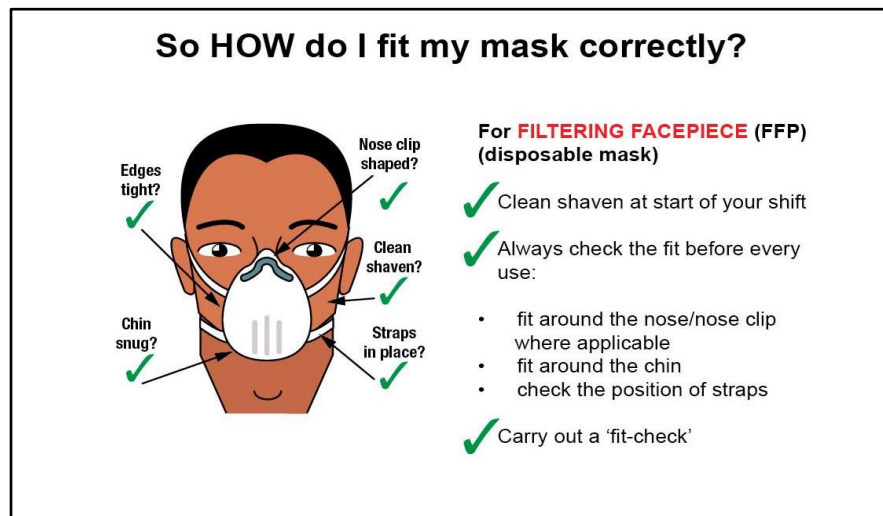 So HOW do I fit my mask correctly?
Nose clip
shaped?
Edges
tight?
Clean
shaven?
Chin
snug?
Straps
in place?
For FILTERING FACEPIECE (FFP)
(disposable mask)
Clean shaven at start of your shift
Always check the fit before every
use:
• fit around the nose/nose clip
where applicable
• fit around the chin
• check the position of straps
Carry out a ‘fit-check’